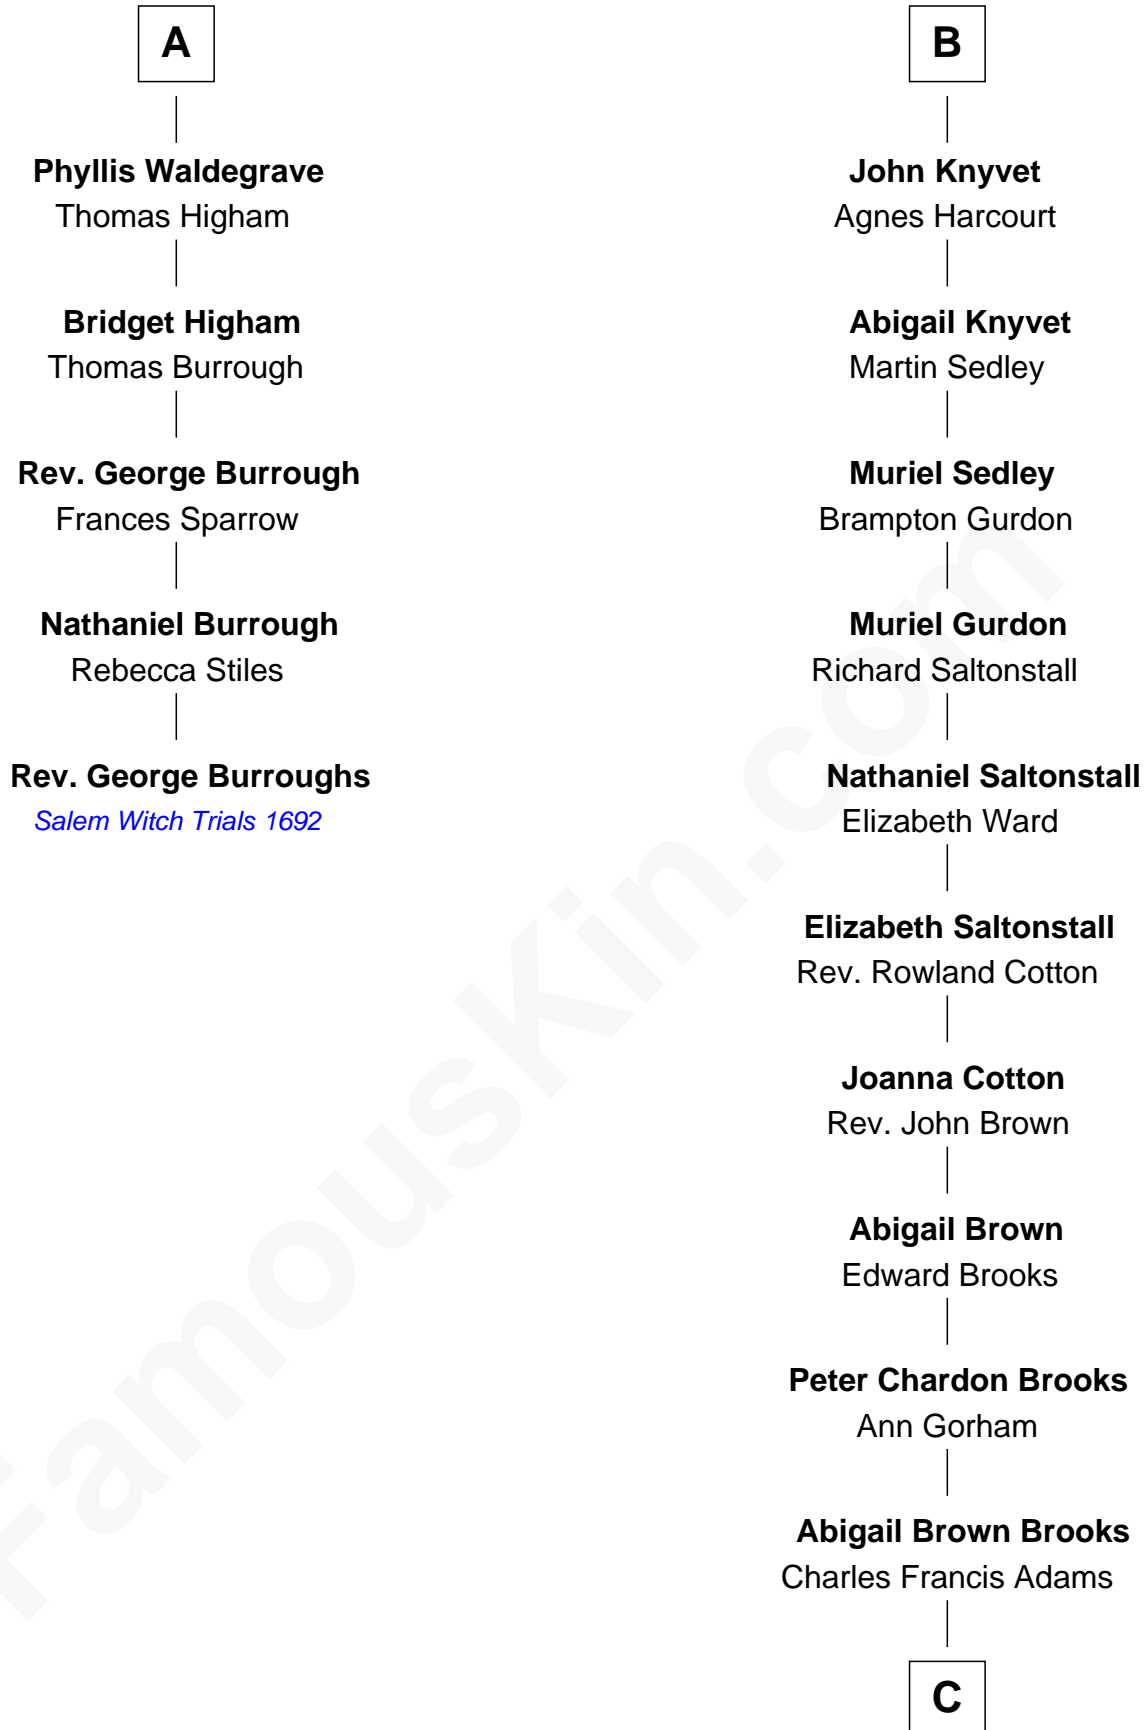 A
Phyllis Waldegrave
Thomas Higham
Bridget Higham
Thomas Burrough
Rev. George Burrough
Frances Sparrow
Nathaniel Burrough
Rebecca Stiles
Rev. George Burroughs
Salem Witch Trials 1692
B
John Knyvet
Agnes Harcourt
Abigail Knyvet
Martin Sedley
Muriel Sedley
Brampton Gurdon
Muriel Gurdon
Richard Saltonstall
Nathaniel Saltonstall
Elizabeth Ward
Elizabeth Saltonstall
Rev. Rowland Cotton
Joanna Cotton
Rev. John Brown
Abigail Brown
Edward Brooks
Peter Chardon Brooks
Ann Gorham
Abigail Brown Brooks
Charles Francis Adams
C
FamousKin.com